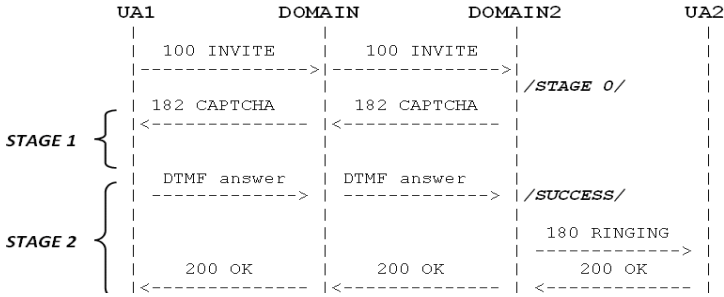 UA1 DOMAIN DOMAIN2 UA2
100 INVITE 100 INVITE
/STAGE 0/
182 CAPTCHA 182 CAPTCHA
STAGE 1
DTMF answer DTMF answer
/SUCCESS/
180 RINGING
STAGE 2
200 OK 200 OK 200 OK